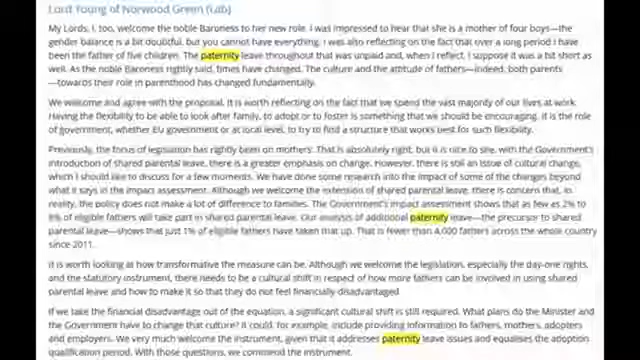 Lord Young of Norwood Green (Lab)
My Lords, I, too, welcome the noble Baroness to her new role. I was impressed to hear that she is a mother of four boys—the
gender balance is a bit doubtful, but you cannot have everything. I was also reflecting on the fact that over a long period I have
been the father of five children. The paternity leave throughout that was unpaid and, when I reflect, I suppose it was a bit short as
well. As the noble Baroness rightly said, times have changed. The culture and the attitude of fathers—indeed, both parents
—towards their role in parenthood has changed fundamentally.
We welcome and agree with the proposal. It is worth reflecting on the fact that we spend the vast majority of our lives at work.
Having the flexibility to be able to look after family, to adopt or to foster is something that we should be encouraging. It is the role
of government, whether EU government or at local level, to try to find a structure that works best for such flexibility.
Previously, the focus of legislation has rightly been on mothers. That is absolutely right, but it is nice to see, with the Government's
introduction of shared parental leave, there is a greater emphasis on change. However, there is still an issue of cultural change,
which I should like to discuss for a few moments. We have done some research into the impact of some of the changes beyond
what it says in the impact assessment. Although we welcome the extension of shared parental leave, there is concern that, in
reality, the policy does not make a lot of difference to families. The Government's impact assessment shows that as few as 2% to
8% of eligible fathers will take part in shared parental leave. Our analysis of additional paternity leave—the precursor to shared
parental leave—shows that just 1% of eligible fathers have taken that up. That is fewer than 4,000 fathers across the whole country
since 2011.
It is worth looking at how transformative the measure can be. Although we welcome the legislation, especially the day-one rights,
and the statutory instrument, there needs to be a cultural shift in respect of how more fathers can be involved in using shared
parental leave and how to make it so that they do not feel financially disadvantaged
If we take the financial disadvantage out of the equation, a significant cultural shift is still required. What plans do the Minister and
the Government have to change that culture? It could, for example, include providing information to fathers, mothers, adopters
and employers. We very much welcome the instrument, given that it addresses paternity leave issues and equalises the adoption
qualification period. With those questions, we commend the instrument.